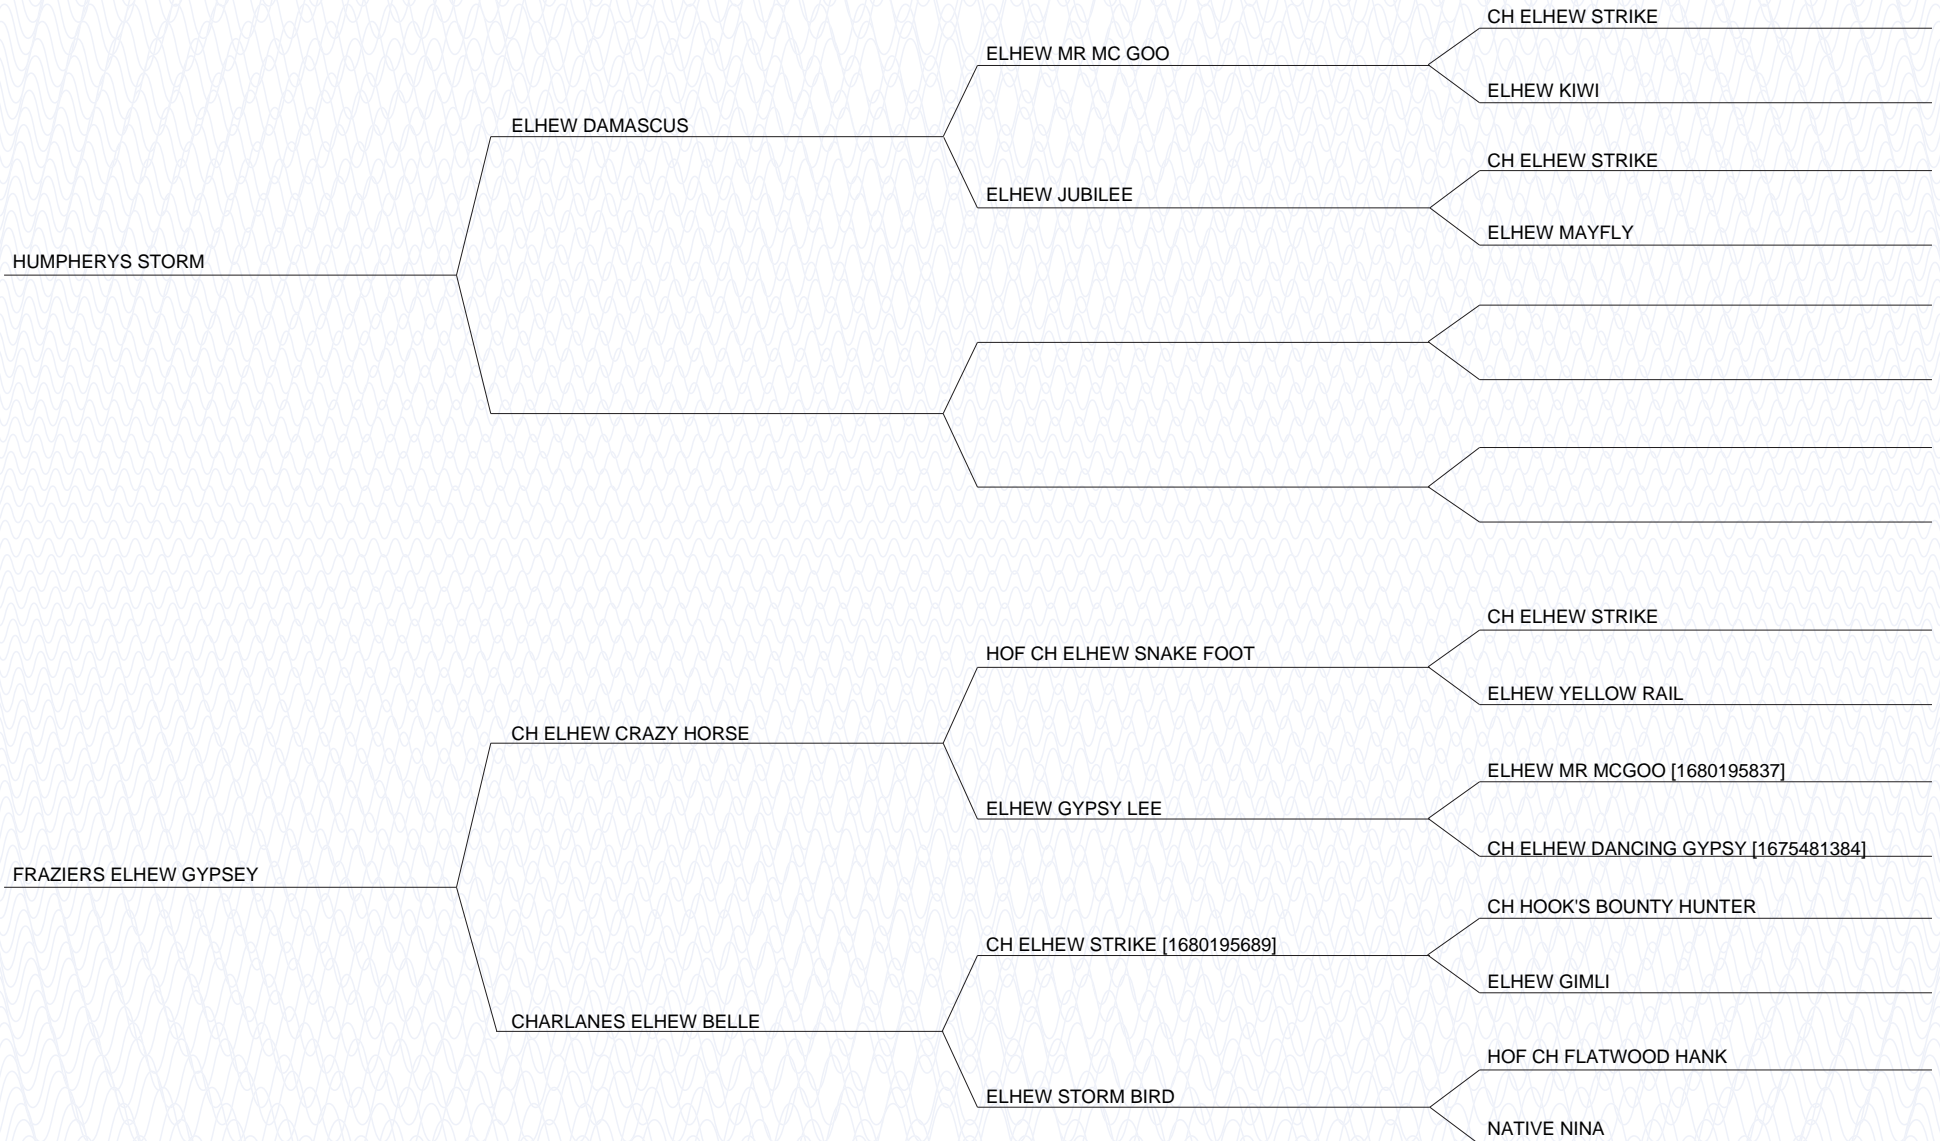 CH ELHEW STRIKE
ELHEW MR MC GOO
ELHEW KIWI
ELHEW DAMASCUS
CH ELHEW STRIKE
ELHEW JUBILEE
ELHEW MAYFLY
HUMPHERYS STORM
CH ELHEW STRIKE
HOF CH ELHEW SNAKE FOOT
ELHEW YELLOW RAIL
CH ELHEW CRAZY HORSE
ELHEW MR MCGOO [1680195837]
ELHEW GYPSY LEE
CH ELHEW DANCING GYPSY [1675481384]
FRAZIERS ELHEW GYPSEY
CH HOOK'S BOUNTY HUNTER
CH ELHEW STRIKE [1680195689]
ELHEW GIMLI
CHARLANES ELHEW BELLE
HOF CH FLATWOOD HANK
ELHEW STORM BIRD
NATIVE NINA